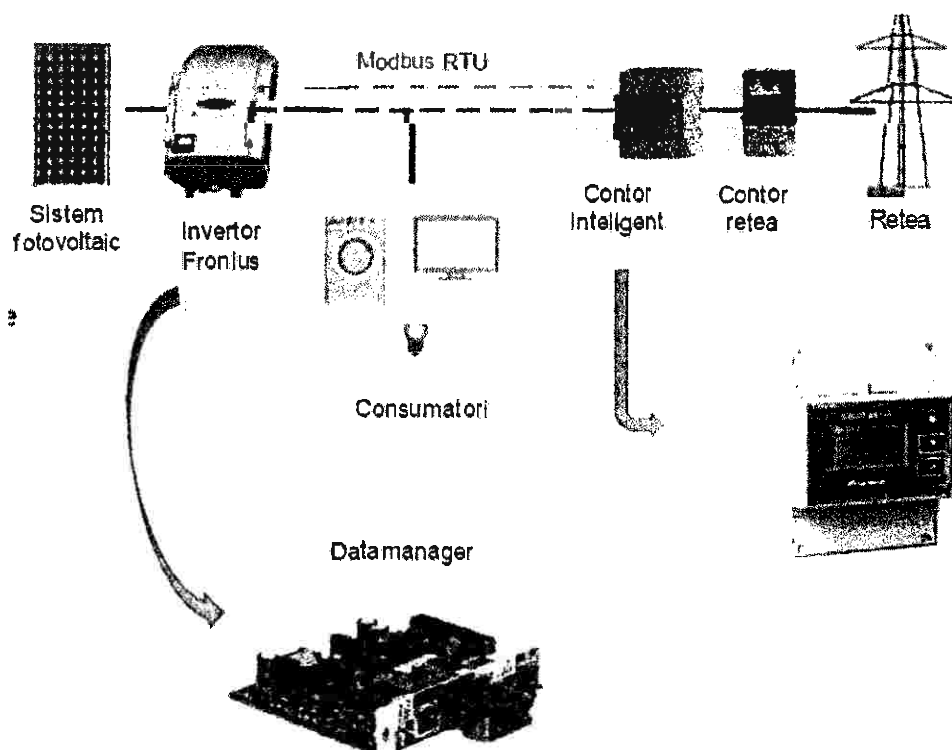 Modbus RTU
Sistem
fotovoltaic
Invertor
Fronius
Contor
inteligent
Contor
retea
Retea
Consumatori
Datamanager